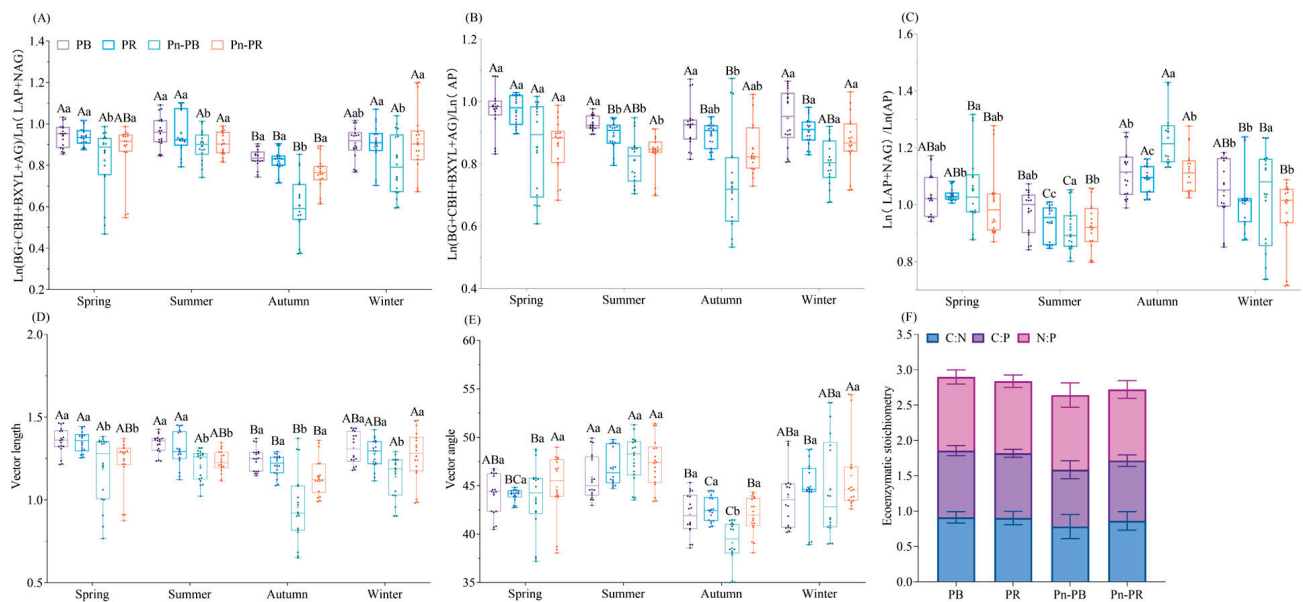 (A)
Ln(BG+CBH+BXYL+AG)/Ln( LAP+NAG)
1.4
1.2
1.0
0.8
0.6
0.4
0.2
PB PR Pn-PB Pn-PR
Aa Aa Ab ABa
Aa Aa Ab Aa
Ba Ba Bb Ba
Aab Aa Ab Aa
Spring Summer Autumn Winter
(B)
Ln(BG+CBH+BXYL+AG)/Ln( AP)
1.2
1.0
0.8
0.6
0.4
Aa Aa Aa Aa
Aa Bb ABb Ab
Aa Bab Bb Aab
Aa Ba Ab Aa
Spring Summer Autumn Winter
(C)
Ln( LAP+NAG) /Ln(AP)
1.6
1.4
1.2
1.0
0.8
ABab ABb Ba Bab
Bab Cc Ca Bb
Ab Ac Aa Ab
Ba Bb Ba Bb
Spring Summer Autumn Winter
(D)
Vector length
2.0
1.5
1.0
0.5
Aa Aa Ab ABb
Aa Aa Ab ABb
Ba Bb Bb Bb
ABa ABa Ab Aa
Spring Summer Autumn Winter
(E)
Vector angle
60
55
50
45
40
35
ABa BCa Ba Aa
Aa Aa Aa Aa
Ba Ca Cb Ba
ABa Ba ABa Aa
Spring Summer Autumn Winter
(F)
Ecoenzymatic stoichiometry
3.5
3.0
2.5
2.0
1.5
1.0
0.5
0.0
C:N C:P N:P
PB PR Pn-PB Pn-PR